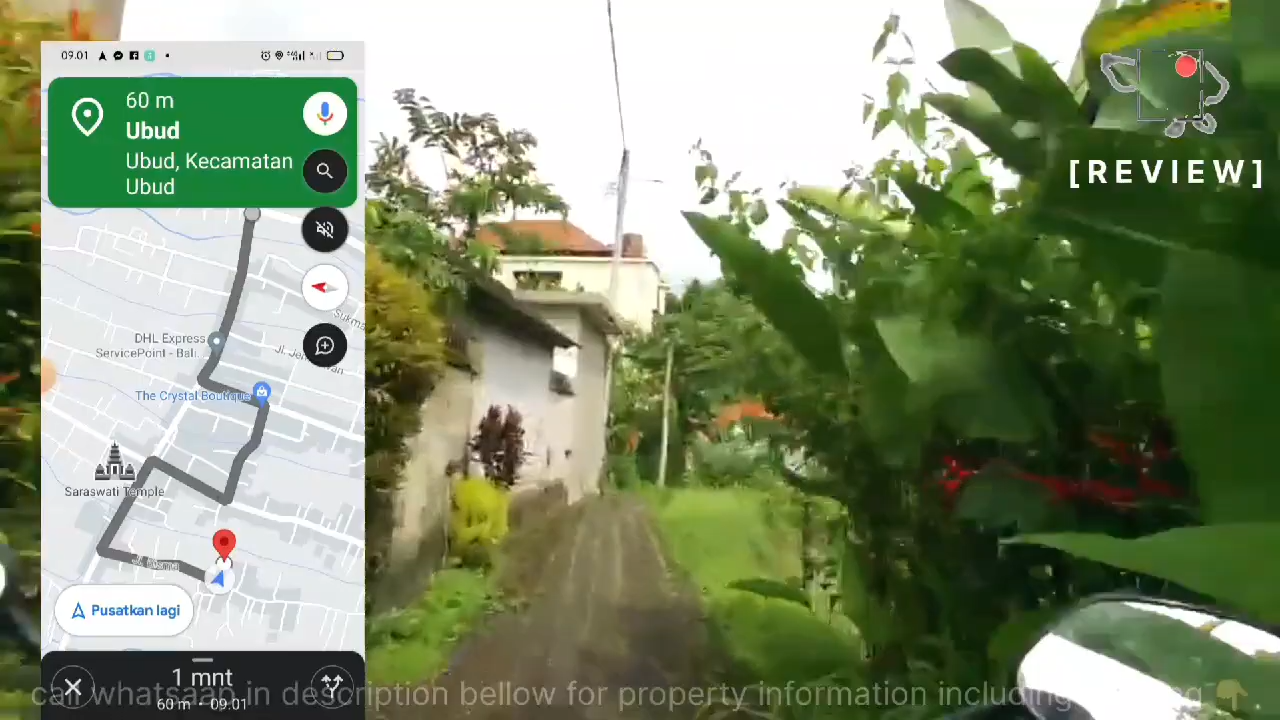 09.01
60 m
Ubud
Ubud, Kecamatan
Ubud
[REVIEW]
DHL Express
ServicePoint - Bali
The Crystal Boutique
Saraswati Temple
Pusatkan lagi
1 mnt
60 m · 09.01
call whatsaap in description bellow for property information including